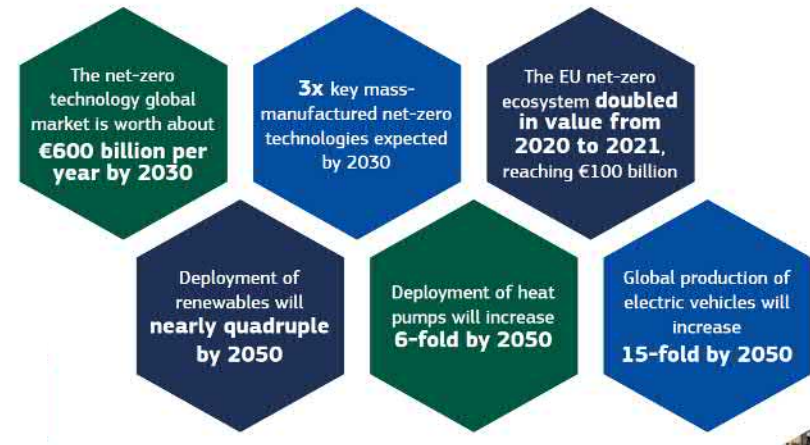 The net-zero
technology global
market is worth about
€600 billion per
year by 2030
3x key mass-
manufactured net-zero
technologies expected
by 2030
The EU net-zero
ecosystem doubled
in value from
2020 to 2021,
reaching €100 billion
Deployment of
renewables will
nearly quadruple
by 2050
Deployment of heat
pumps will increase
6-fold by 2050
Global production of
electric vehicles will
increase
15-fold by 2050